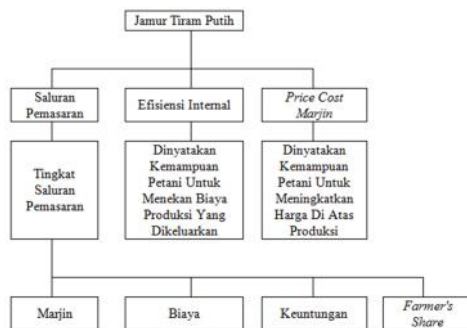 Jamur Tiram Putih
Saluran
Pemasaran
Efisiensi Internal
Price Cost
Marjin
Tingkat
Saluran
Pemasaran
Dinyatakan
Kemampuan
Petani Untuk
Menekan Biaya
Produksi Yang
Dikeluarkan
Dinyatakan
Kemampuan
Petani Untuk
Meningkatkan
Harga Di Atas
Produksi
Marjin
Biaya
Keuntungan
Farmer's
Share